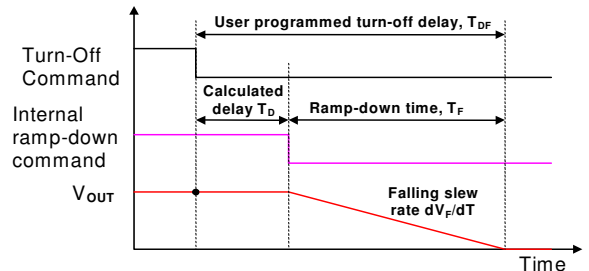 User programmed turn-off delay, TDF
Turn-Off
Command
Calculated
delay TD
Ramp-down time, TF
Internal
ramp-down
command
VOUT
Falling slew
rate dVF/dT
Time